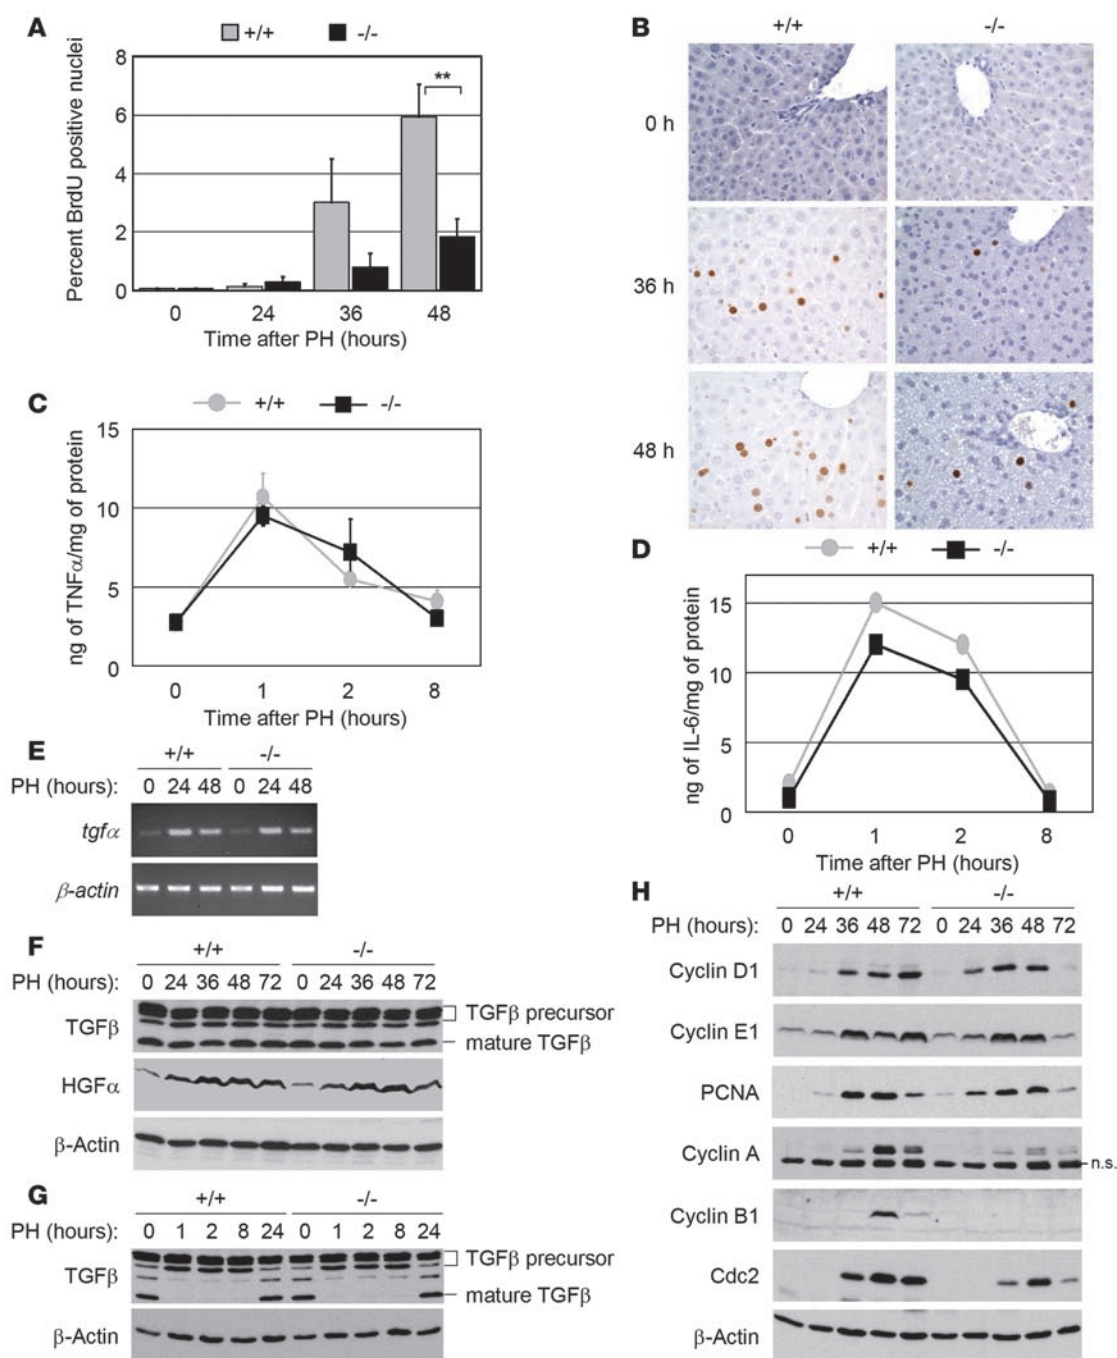 A
+/+ -/-
Percent BrdU positive nuclei
8
6
4
2
0
**
0 24 36 48
Time after PH (hours)
B
+/+ -/-
0 h
36 h
48 h
C
+/+ -/-
ng of TNFα/mg of protein
15
10
5
0
0 1 2 8
Time after PH (hours)
D
+/+ -/-
ng of IL-6/mg of protein
15
10
5
0
0 1 2 8
Time after PH (hours)
E
+/+ -/-
PH (hours): 0 24 48 0 24 48
tgfα
β-actin
F
+/+ -/-
PH (hours): 0 24 36 48 72 0 24 36 48 72
TGFβ
TGFβ precursor
mature TGFβ
HGFα
β-Actin
G
+/+ -/-
PH (hours): 0 1 2 8 24 0 1 2 8 24
TGFβ
TGFβ precursor
mature TGFβ
β-Actin
H
+/+ -/-
PH (hours): 0 24 36 48 72 0 24 36 48 72
Cyclin D1
Cyclin E1
PCNA
Cyclin A
n.s.
Cyclin B1
Cdc2
β-Actin